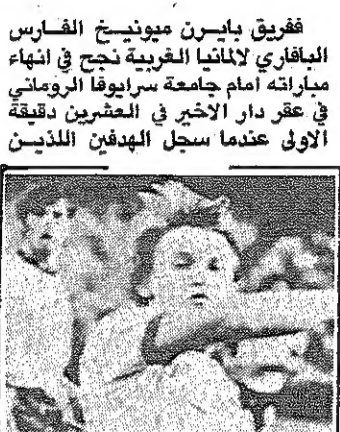 ففريق بايرن ميونيخ الفارس
البافاري لالمانيا الغربية نجح في انهاء
مباراته امام جامعة سرايوفا الروماني
في عقر دار الاخير في العشرين دقيقة
الاولى عندما سجل الهدفين اللذين